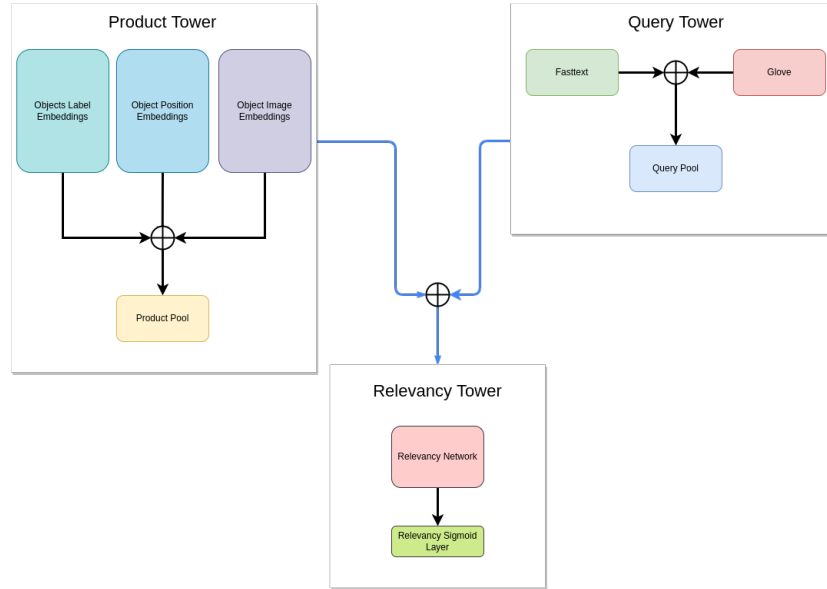 Product Tower
Objects Label
Embeddings
Object Position
Embeddings
Object Image
Embeddings
Product Pool
Query Tower
Fasttext
Glove
Query Pool
Relevancy Tower
Relevancy Network
Relevancy Sigmoid
Layer